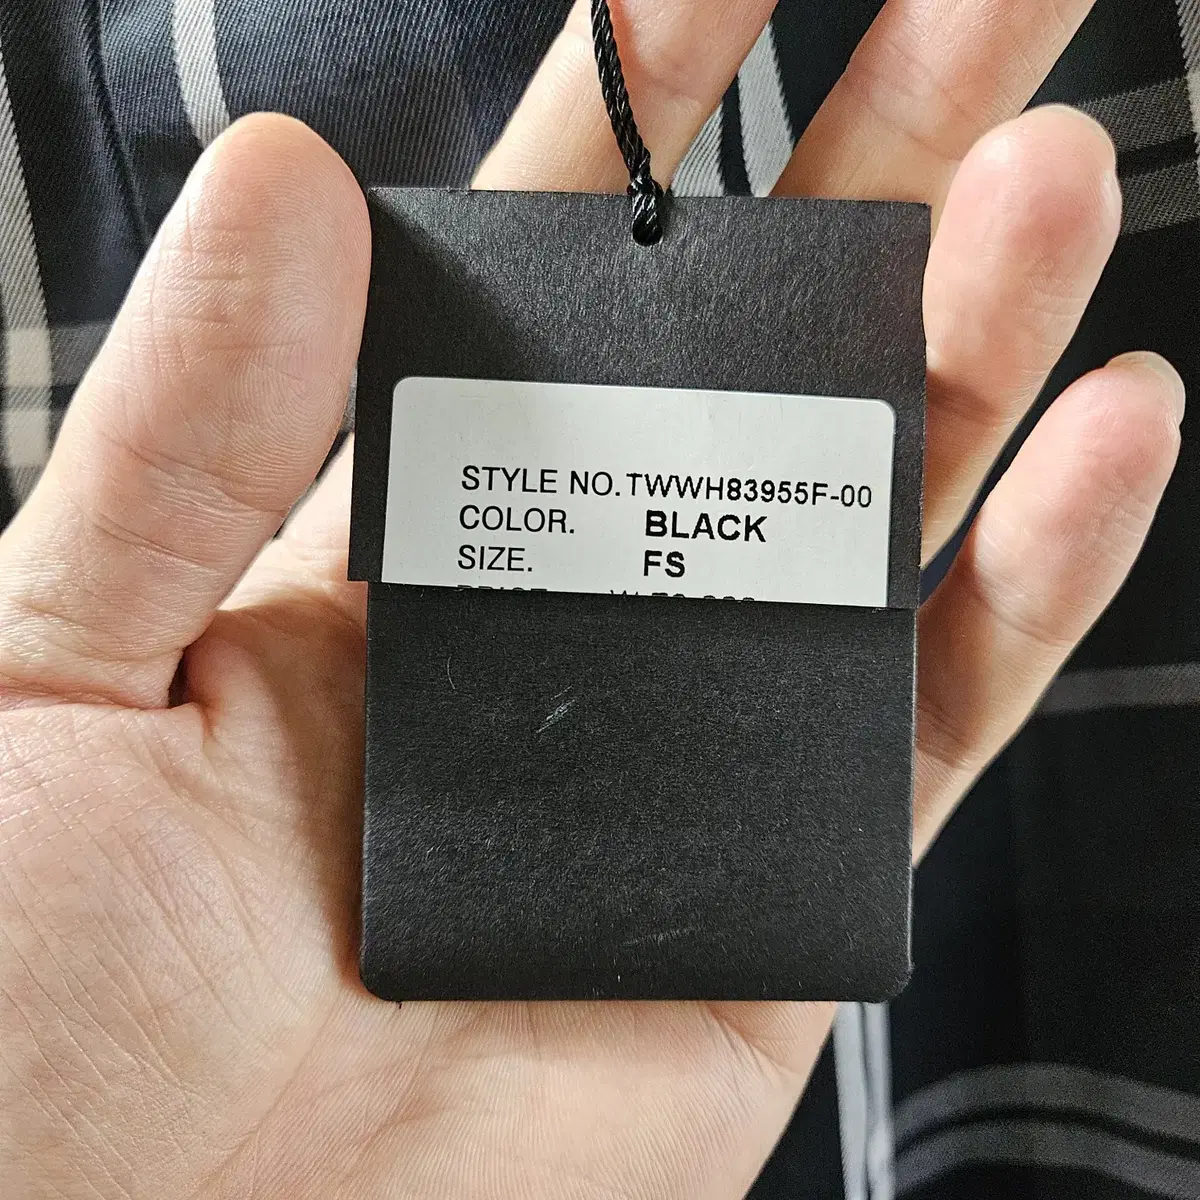 STYLE NO. TWWH83955F-00
COLOR. BLACK
SIZE. FS